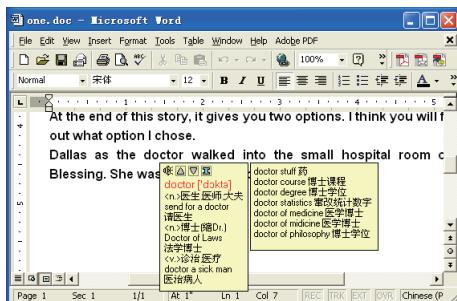 one.doc - Microsoft Word
File Edit View Insert Format Tools Table Window Help Adobe PDF
100%
Normal 宋体 12 B I U A
1 2 3 4 5
At the end of this story, it gives you two options. I think you will f
out what option I chose.
Dallas as the doctor walked into the small hospital room o
Blessing. She was
doctor ['dɔktə]
<n.>医生,医师,大夫
send for a doctor
请医生
<n.>博士(缩Dr.)
Doctor of Laws
法学博士
<v.>诊治,医疗
doctor a sick man
医治病人
doctor stuff 药
doctor course 博士课程
doctor degree 博士学位
doctor statistics 窜改统计数字
doctor of medicine 医学博士
doctor of midicine 医学博士
doctor of philosophy 博士学位
Page 1 Sec 1 1/1 At 1" Ln 1 Col 7 REC TRK EXT OVR Chinese (P